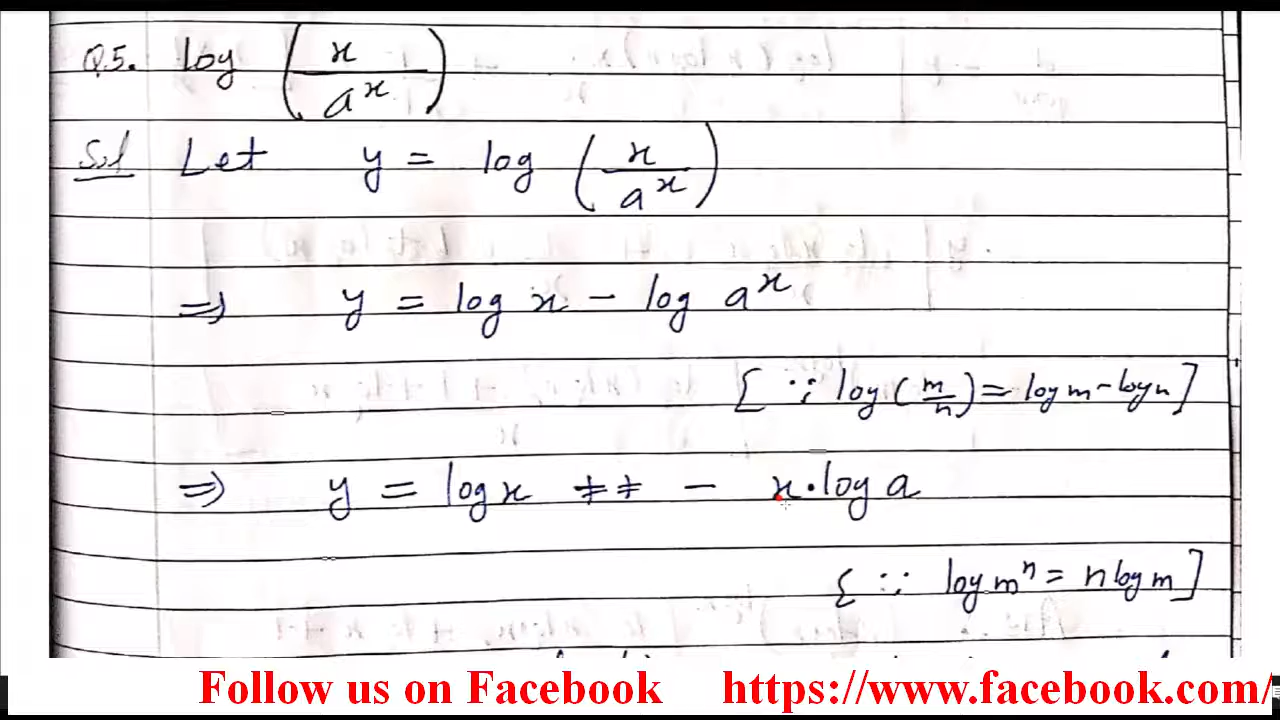 Q.5. log (x/a^x)
Sol Let y = log (x/a^x)
⇒ y = log x - log a^x
[ ∵ log (m/n) = log m - log n ]
⇒ y = log x - x · log a
{ ∵ log m^n = n log m ]
Follow us on Facebook https://www.facebook.com/